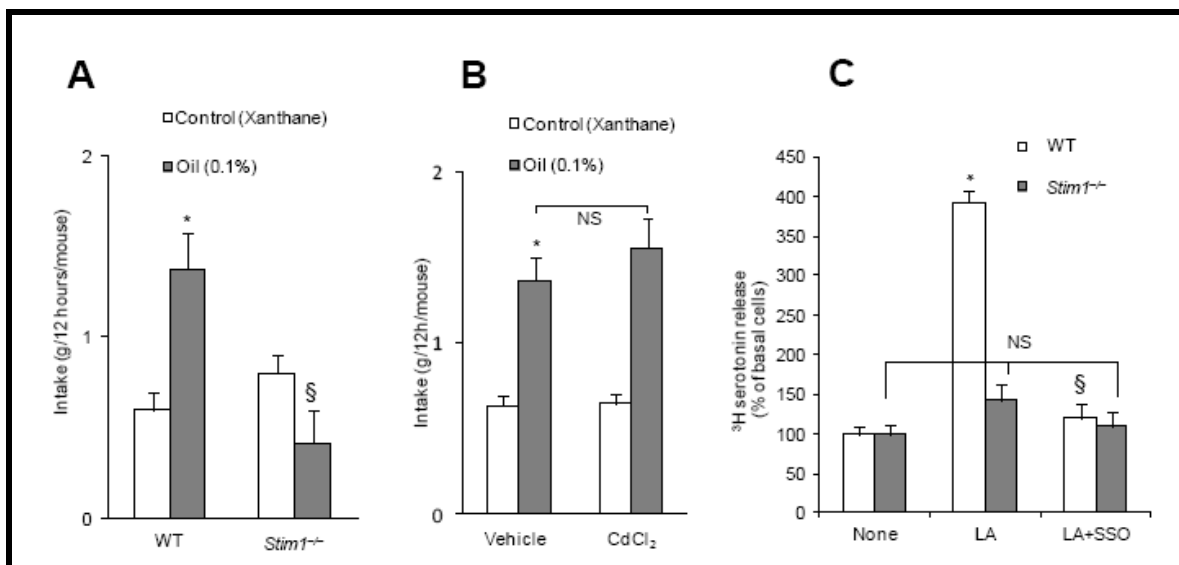 A
Control (Xanthane)
Oil (0.1%)
Intake (g/12 hours/mouse)
2
1
0
*
§
WT
Stim1–/–
B
Control (Xanthane)
Oil (0.1%)
Intake (g/12h/mouse)
2
1
0
NS
*
Vehicle
CdCl₂
C
WT
Stim1–/–
³H serotonin release
(% of basal cells)
450
400
350
300
250
200
150
100
50
0
*
NS
§
None
LA
LA+SSO